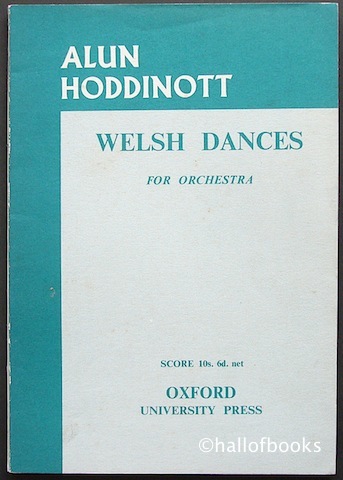 ALUN
HODDINOTT
WELSH DANCES
FOR ORCHESTRA
SCORE 10s. 6d. net
OXFORD
UNIVERSITY PRESS
©hallofbooks